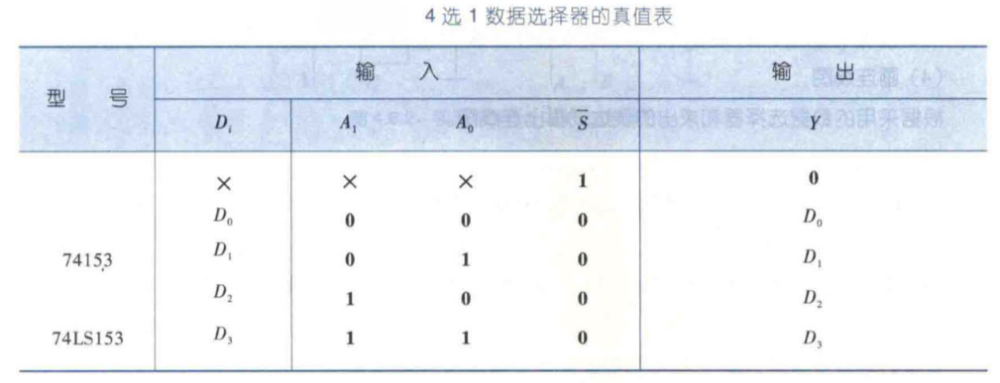 4 选 1 数据选择器的真值表
型 号 输 入 输 出
D_i A_1 A_0 S̅ Y
× × × 1 0
D_0 0 0 0 D_0
74153 D_1 0 1 0 D_1
D_2 1 0 0 D_2
74LS153 D_3 1 1 0 D_3